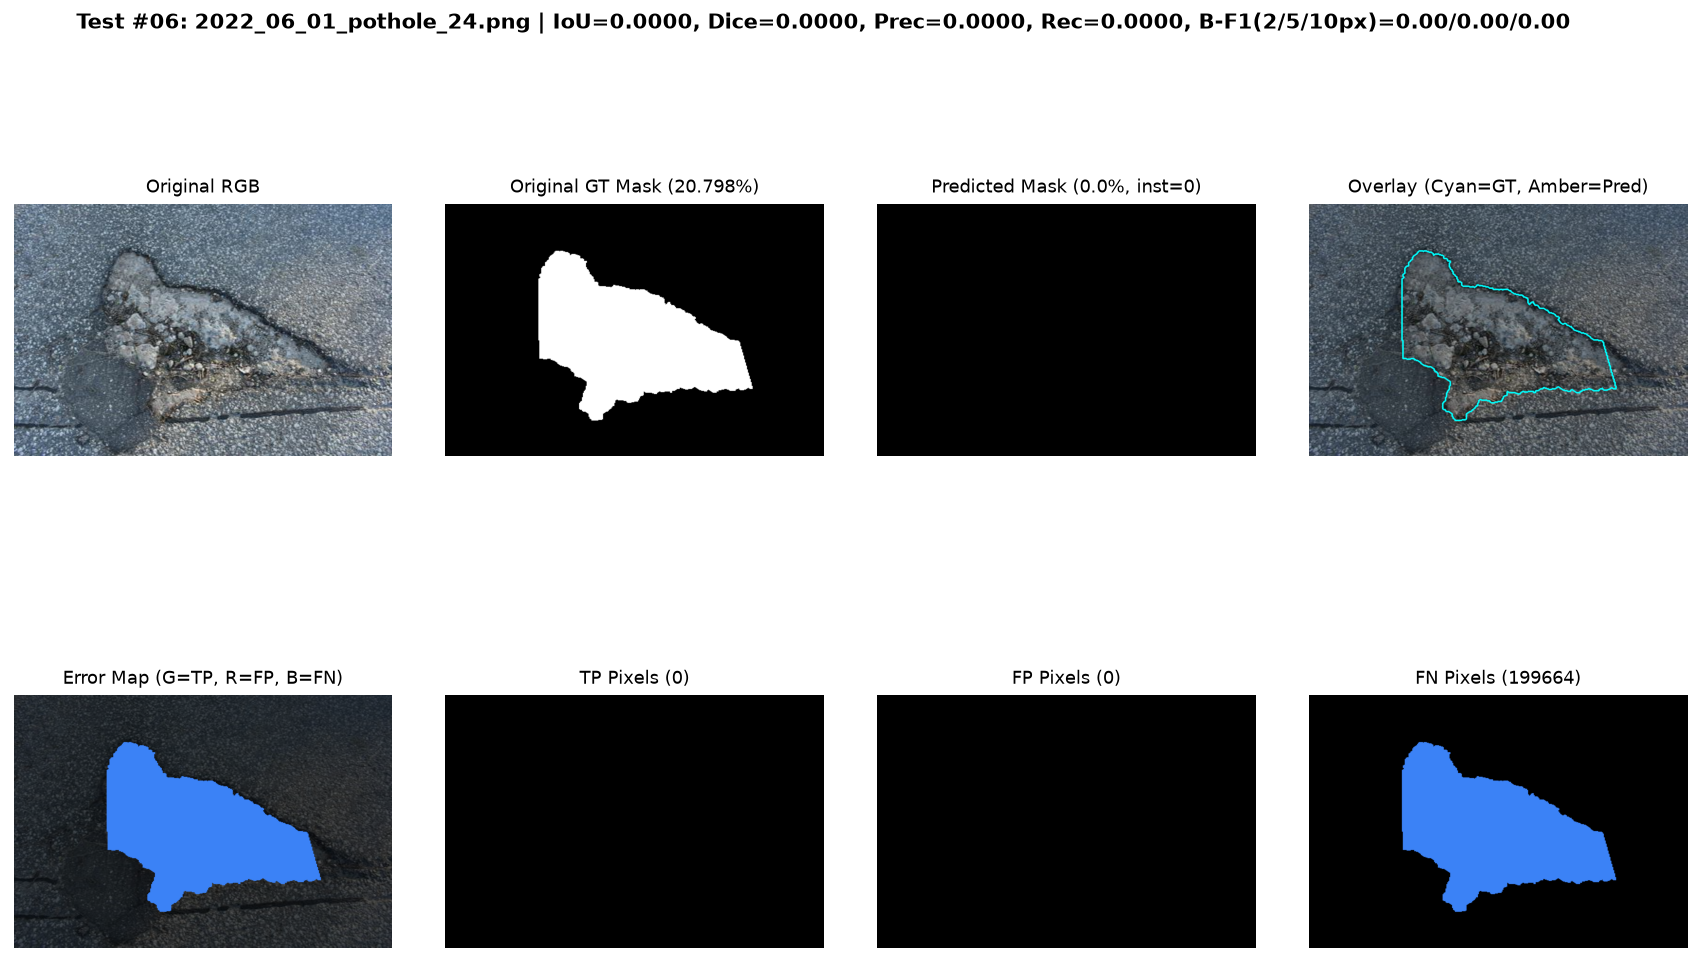 Test #06: 2022_06_01_pothole_24.png | IoU=0.0000, Dice=0.0000, Prec=0.0000, Rec=0.0000, B-F1(2/5/10px)=0.00/0.00/0.00
Original RGB
Original GT Mask (20.798%)
Predicted Mask (0.0%, inst=0)
Overlay (Cyan=GT, Amber=Pred)
Error Map (G=TP, R=FP, B=FN)
TP Pixels (0)
FP Pixels (0)
FN Pixels (199664)